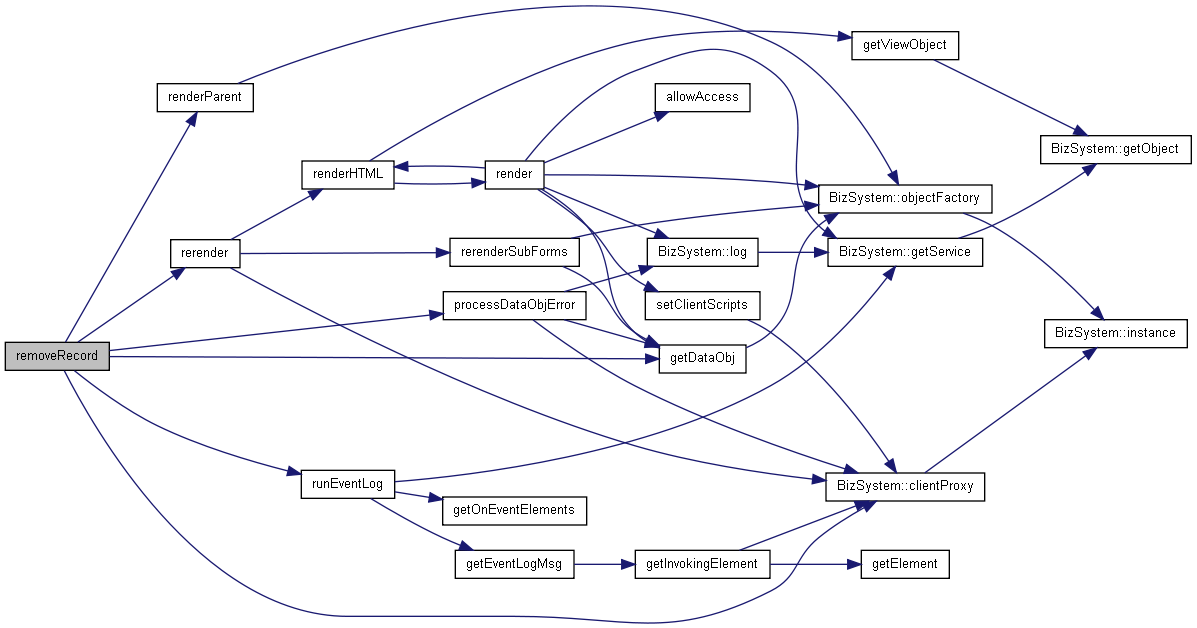 getViewObject
renderParent
allowAccess
BizSystem::getObject
renderHTML
render
BizSystem::objectFactory
rerender
rerenderSubForms
BizSystem::log
BizSystem::getService
processDataObjError
setClientScripts
BizSystem::instance
removeRecord
getDataObj
runEventLog
BizSystem::clientProxy
getOnEventElements
getEventLogMsg
getInvokingElement
getElement